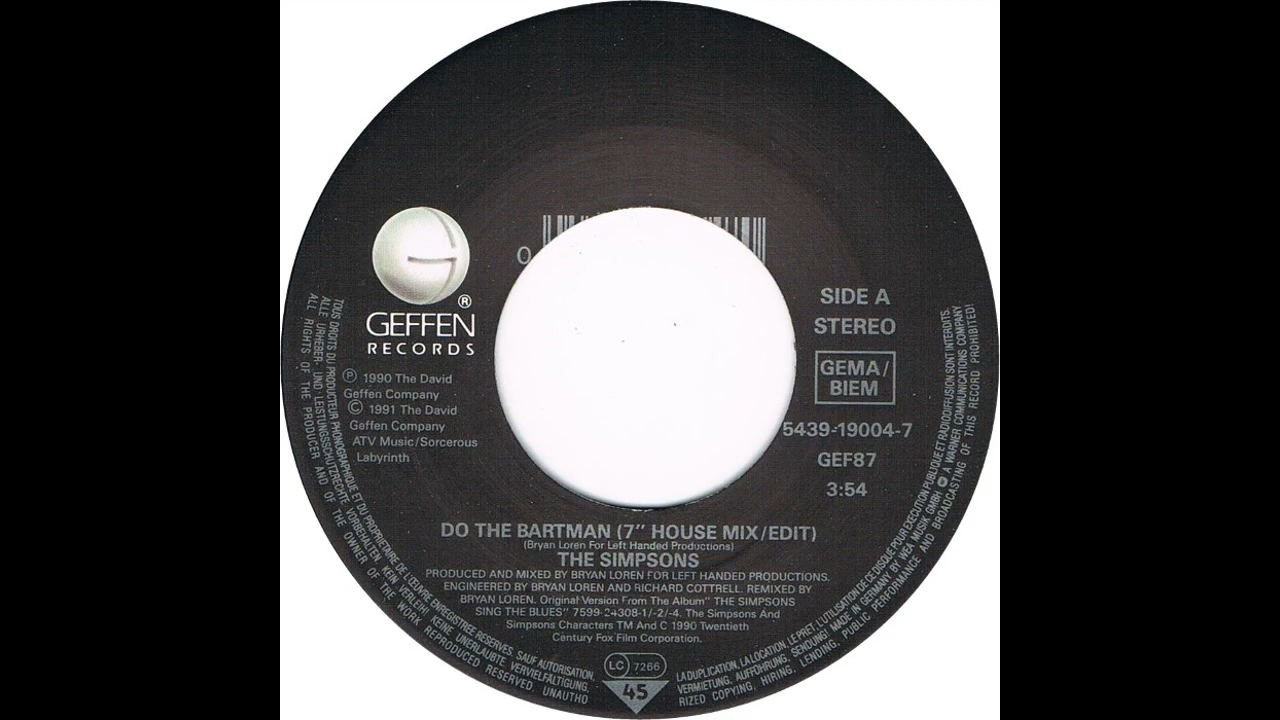 0
GEFFEN®
RECORDS
SIDE A
STEREO
GEMA/
BIEM
5439-19004-7
GEF87
3:54
℗ 1990 The David
Geffen Company
© 1991 The David
Geffen Company
ATV Music/Sorcerous
Labyrinth
DO THE BARTMAN (7" HOUSE MIX/EDIT)
(Bryan Loren For Left Handed Productions)
THE SIMPSONS
PRODUCED AND MIXED BY BRYAN LOREN FOR LEFT HANDED PRODUCTIONS.
ENGINEERED BY BRYAN LOREN AND RICHARD COTTRELL. REMIXED BY
BRYAN LOREN. Original Version From The Album" THE SIMPSONS
SING THE BLUES" 7599-24308-1/-2/-4. The Simpsons And
Simpsons Characters TM And C 1990 Twentieth
Century Fox Film Corporation.
LC 7266
45
TOUS DROITS DU PRODUCTEUR PHONOGRAPHIQUE ET DU PROPRIETAIRE DE L'ŒUVRE ENREGISTREE RESERVES. SAUF AUTORISATION,
ALLE URHEBER- UND LEISTUNGSSCHUTZRECHTE VORBEHALTEN KEIN VERLEIH! KEINE UNERLAUBTE VERVIELFÄLTIGUNG,
ALL RIGHTS OF THE PRODUCER AND OF THE OWNER OF THE WORK REPRODUCED RESERVED. UNAUTHO
LA DUPLICATION, LA LOCATION, LE PRET, L'UTILISATION DE CE DISQUE POUR EXECUTION PUBLIQUE ET RADIODIFFUSION SONT INTERDITS.
VERMIETUNG, AUFFÜHRUNG, SENDUNG! MADE IN GERMANY BY WEA MUSIK GMBH A WARNER COMMUNICATIONS COMPANY
RIZED COPYING, HIRING, LENDING, PUBLIC PERFORMANCE AND BROADCASTING OF THIS RECORD PROHIBITED!